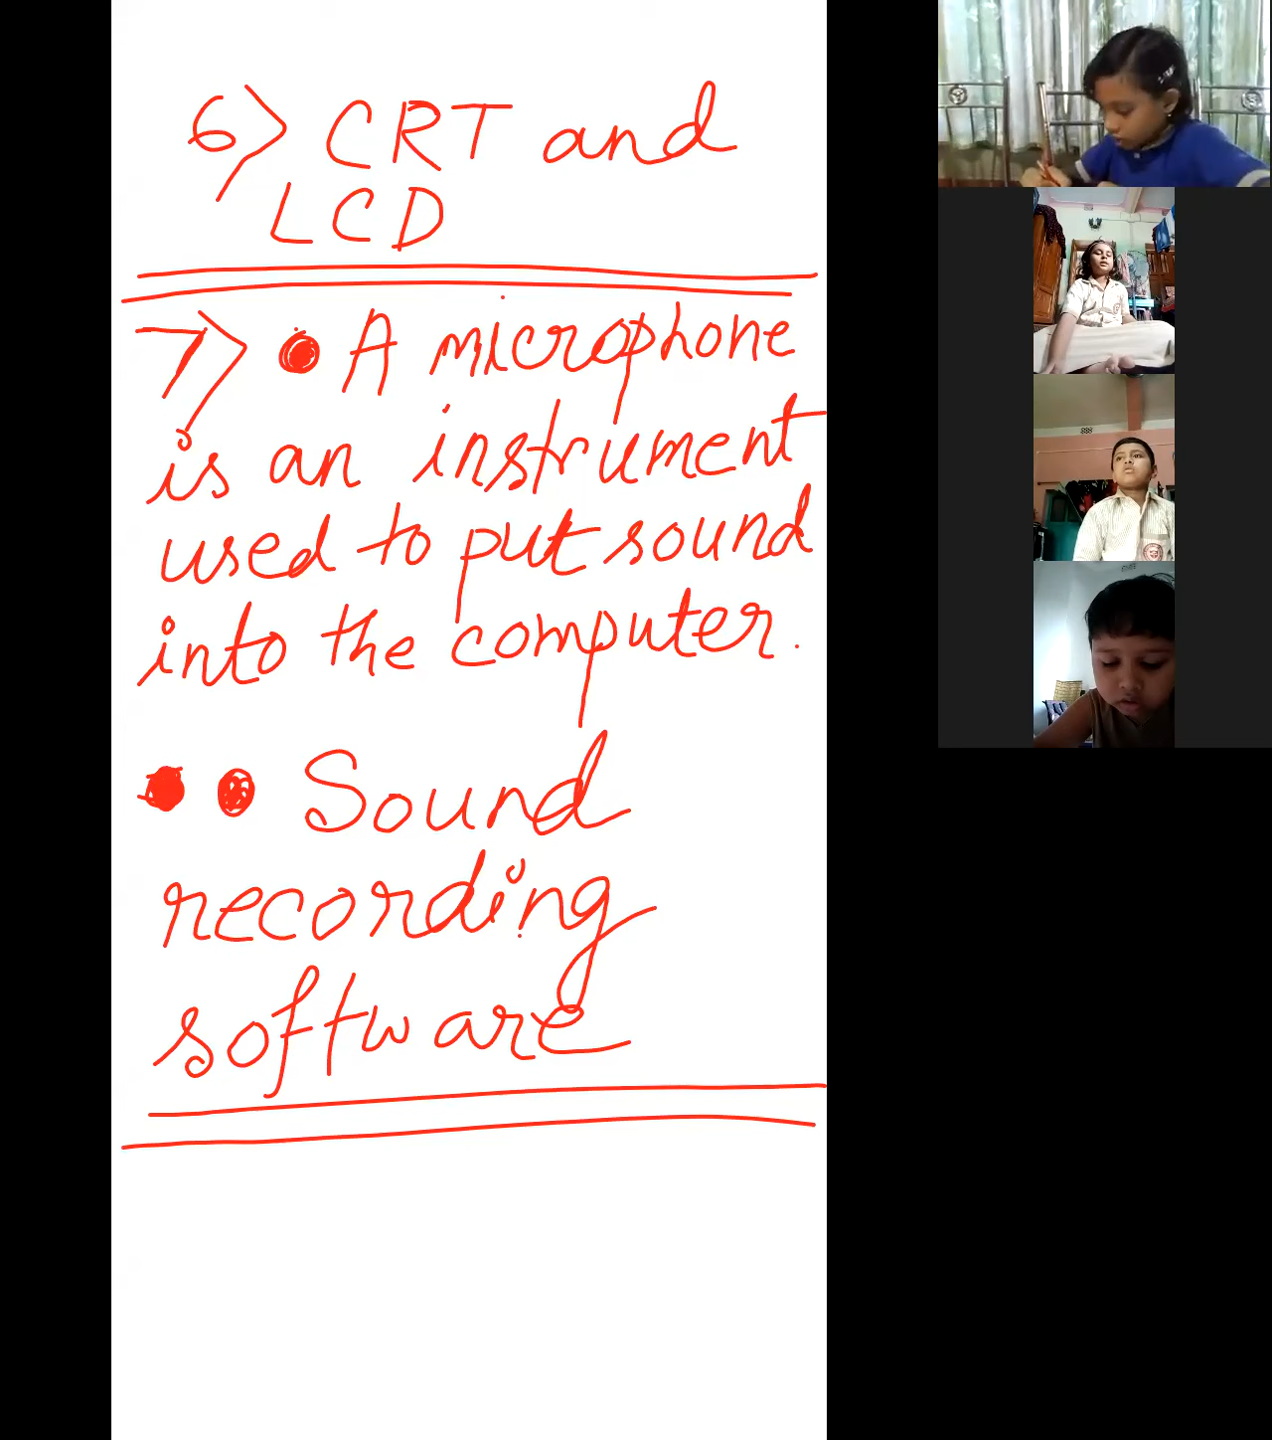 6> CRT and
LCD
7> • A microphone
is an instrument
used to put sound
into the computer.
•• Sound
recording
software